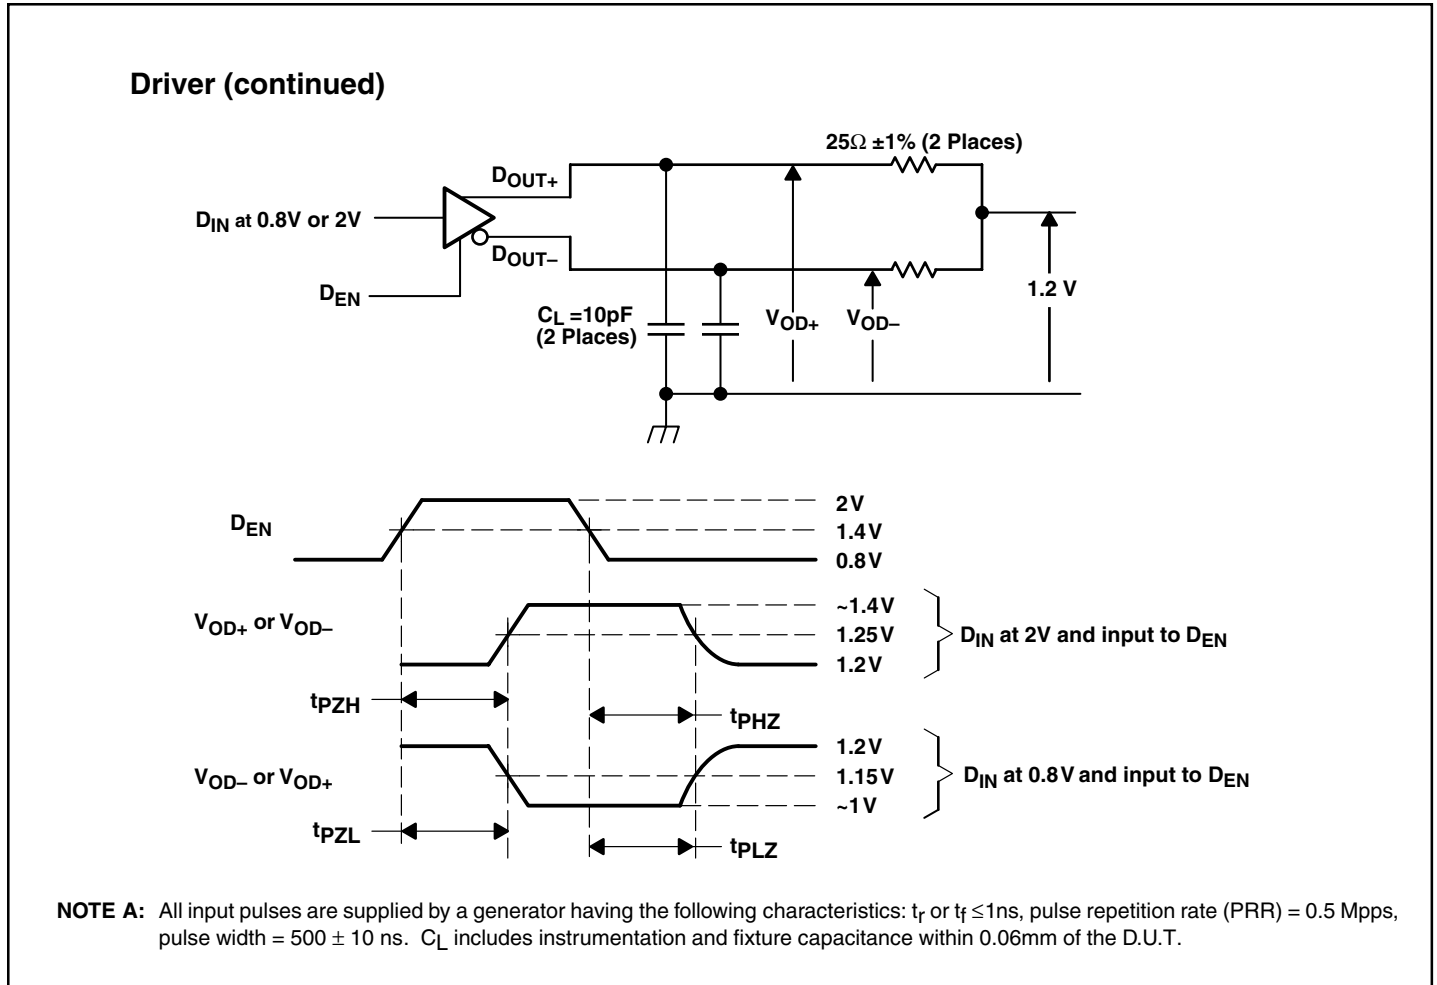 Driver (continued)
25Ω ±1% (2 Places)
DOUT+
DIN at 0.8V or 2V
DOUT–
DEN
1.2 V
CL =10pF
(2 Places)
VOD+
VOD–
2V
DEN
1.4V
0.8V
~1.4V
VOD+ or VOD–
1.25V
DIN at 2V and input to DEN
1.2V
tPZH
tPHZ
1.2V
VOD– or VOD+
1.15V
DIN at 0.8V and input to DEN
~1V
tPZL
tPLZ
NOTE A: All input pulses are supplied by a generator having the following characteristics: tr or tf ≤1ns, pulse repetition rate (PRR) = 0.5 Mpps,
pulse width = 500 ± 10 ns. CL includes instrumentation and fixture capacitance within 0.06mm of the D.U.T.